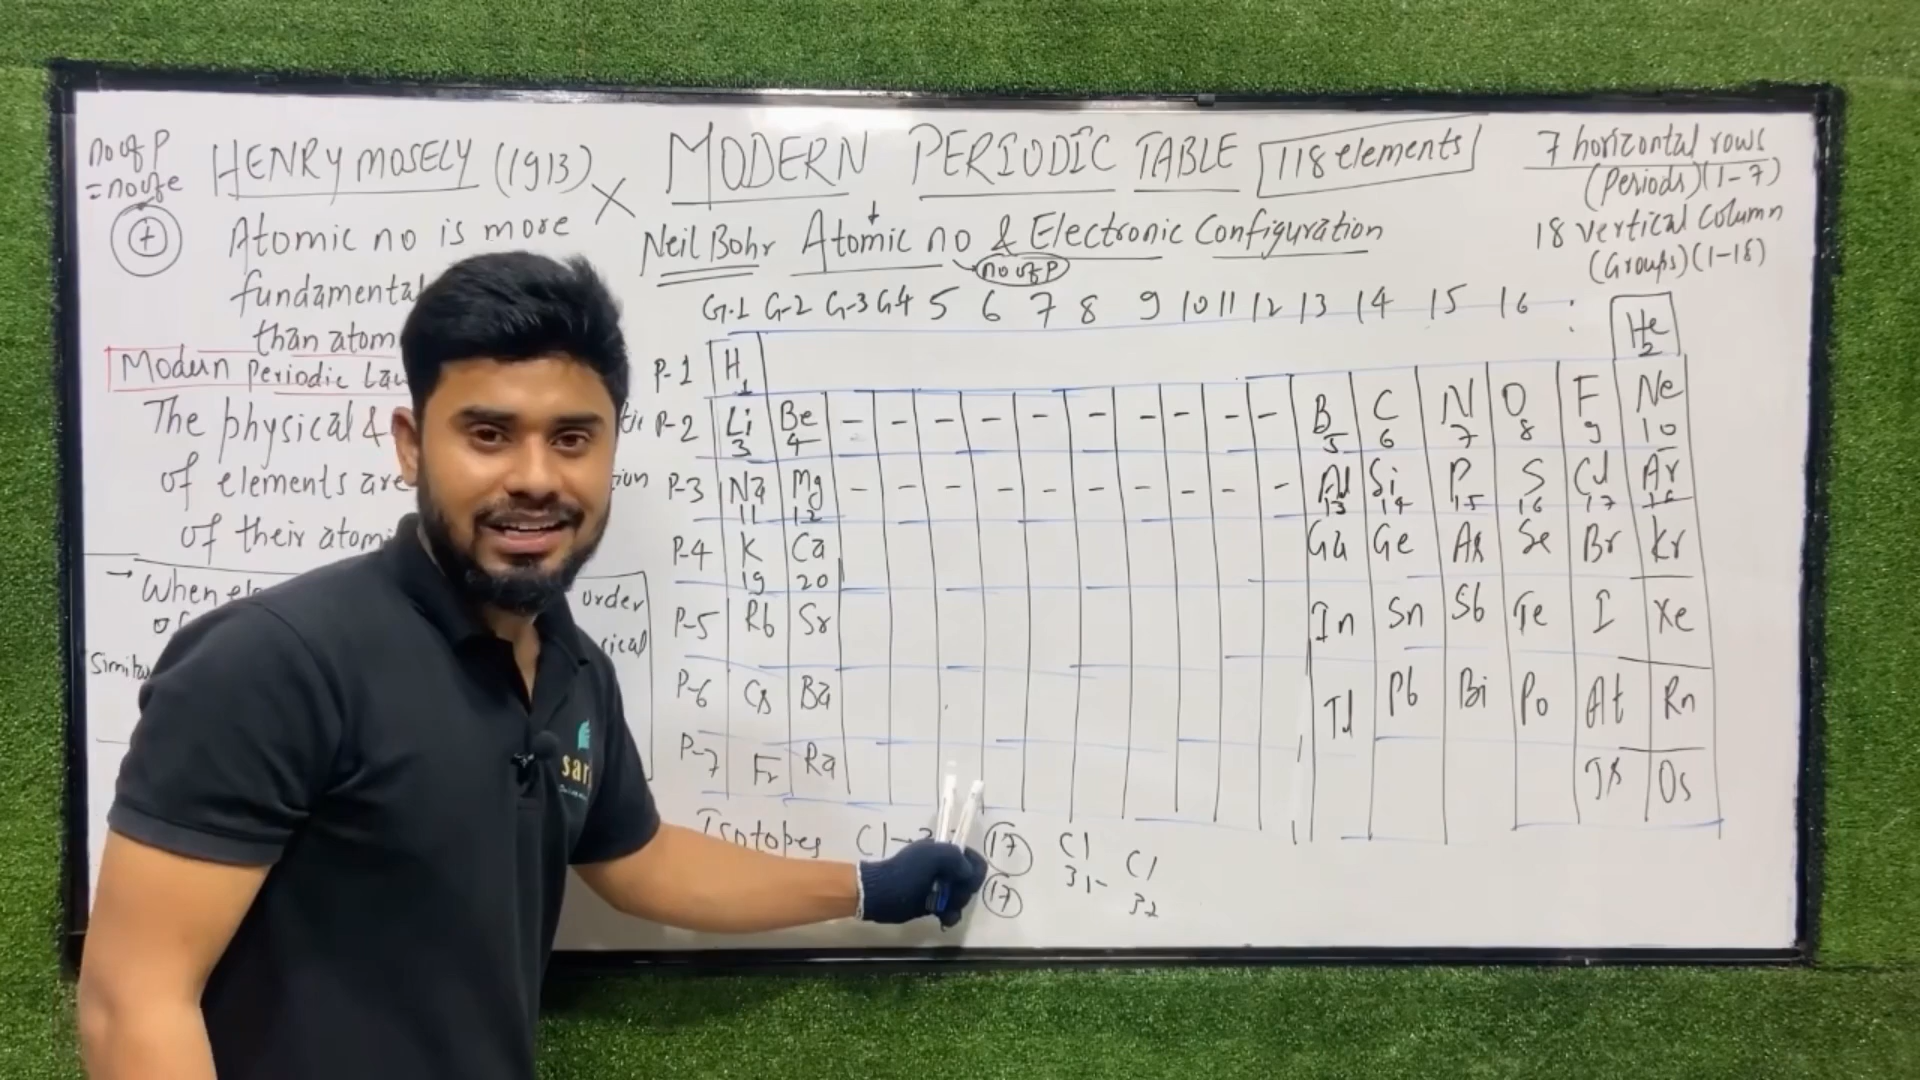 no of P
= no of e
+
HENRY MOSELY (1913)
Atomic no is more
fundamental
than atom
Modern Periodic Law
The physical &
of elements are
of their atomi
→ When ele
order
of
sical
Similar
MODERN PERIODIC TABLE
118 elements
7 horizontal rows
(Periods) (1-7)
18 vertical column
(Groups) (1-18)
Neil Bohr Atomic no & Electronic Configuration
no of P
G-1 G-2 G-3 G-4 5 6 7 8 9 10 11 12 13 14 15 16 :
He
2
P-1 H
1
P-2 Li Be - - - - - - - - - - B C N O F Ne
3 4 5 6 7 8 9 10
P-3 Na Mg - - - - - - - - - - Al Si P S Cl Ar
11 12 13 14 15 16 17 18
P-4 K Ca Ga Ge As Se Br Kr
19 20
P-5 Rb Sr In Sn Sb Te I Xe
P-6 Cs Ba Tl Pb Bi Po At Rn
P-7 Fr Ra Ts Os
Isotopes Cl → 17 Cl Cl
17 31- 32
sar